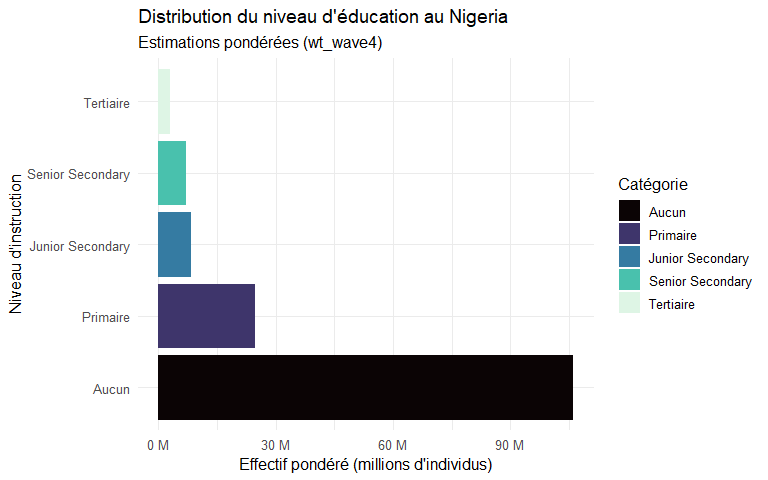 Distribution du niveau d'éducation au Nigeria
Estimations pondérées (wt_wave4)
Niveau d'instruction
Tertiaire
Senior Secondary
Junior Secondary
Primaire
Aucun
0 M
30 M
60 M
90 M
Effectif pondéré (millions d'individus)
Catégorie
Aucun
Primaire
Junior Secondary
Senior Secondary
Tertiaire